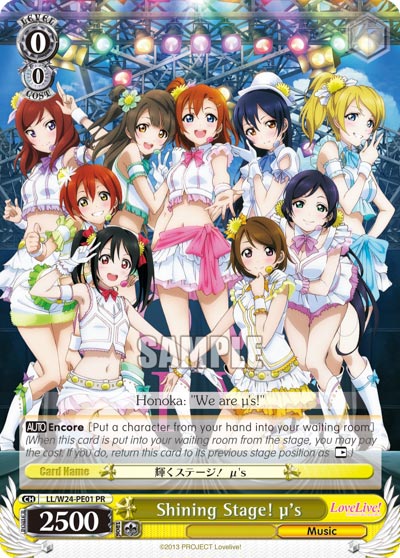 LEVEL
0
0
COST
SAMPLE
Honoka: "We are μ's!"
AUTO Encore [Put a character from your hand into your waiting room]
(When this card is put into your waiting room from the stage, you may pay
the cost. If you do, return this card to its previous stage position as )
Card Name 輝くステージ! μ's
CD LL/W24-PE01 PR
2500
Shining Stage! μ's
LoveLive!
Music
©2013 PROJECT Lovelive!